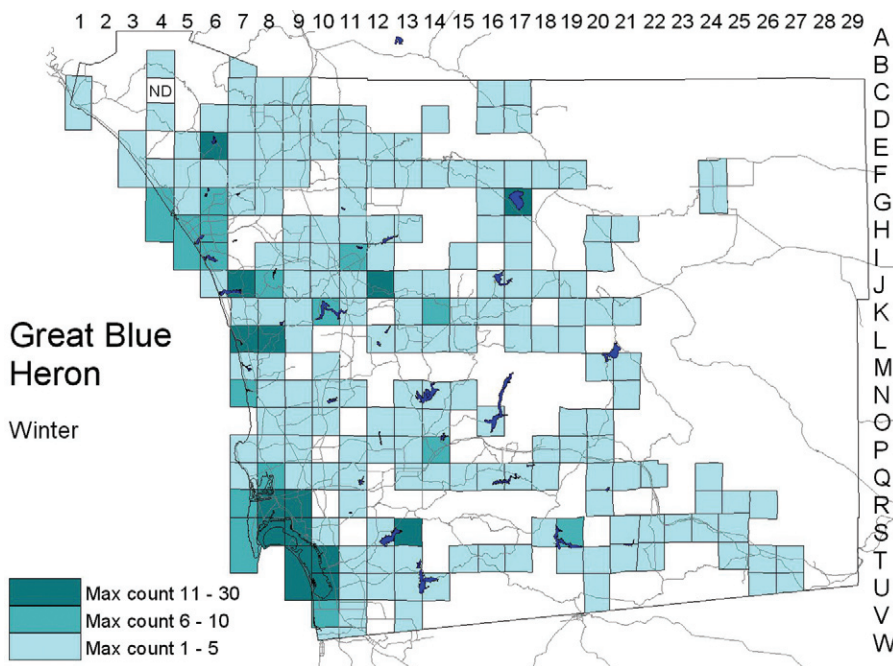 1 2 3 4 5 6 7 8 9 10 11 12 13 14 15 16 17 18 19 20 21 22 23 24 25 26 27 28 29
A
B
C
D
E
F
G
H
I
J
K
L
M
N
O
P
Q
R
S
T
U
V
W
ND
Great Blue
Heron
Winter
Max count 11 - 30
Max count 6 - 10
Max count 1 - 5